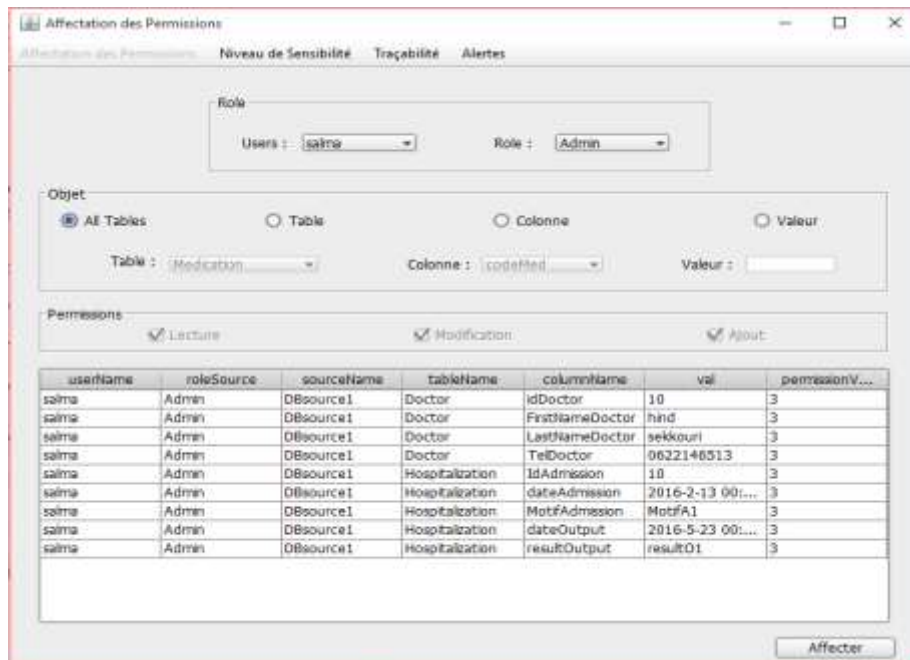 Affectation des Permissions
Affectation des Permissions Niveau de Sensibilité Traçabilité Alertes
Role
Users : salma Role : Admin
Objet
All Tables Table Colonne Valeur
Table : Medication Colonne : codeMed Valeur :
Permissions
Lecture Modification Ajout
userName roleSource sourceName tableName columnName val permissionV...
salma Admin DBsource1 Doctor idDoctor 10 3
salma Admin DBsource1 Doctor FirstNameDoctor hind 3
salma Admin DBsource1 Doctor LastNameDoctor sekkouri 3
salma Admin DBsource1 Doctor TelDoctor 0622146513 3
salma Admin DBsource1 Hospitalization IdAdmission 10 3
salma Admin DBsource1 Hospitalization dateAdmission 2016-2-13 00:... 3
salma Admin DBsource1 Hospitalization MotifAdmission MotifA1 3
salma Admin DBsource1 Hospitalization dateOutput 2016-5-23 00:... 3
salma Admin DBsource1 Hospitalization resultOutput resultO1 3
Affecter